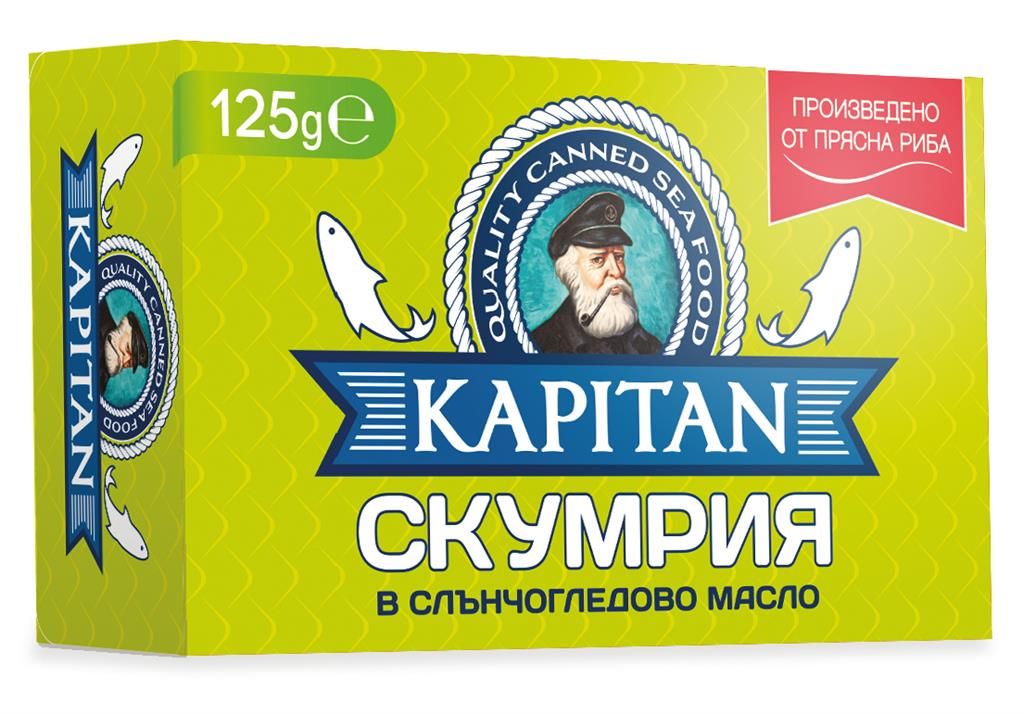 125g℮
ПРОИЗВЕДЕНО
ОТ ПРЯСНА РИБА
QUALITY CANNED SEA FOOD
KAPITAN
СКУМРИЯ
В СЛЪНЧОГЛЕДОВО МАСЛО
KAPITAN
QUALITY CANNED SEA FOOD